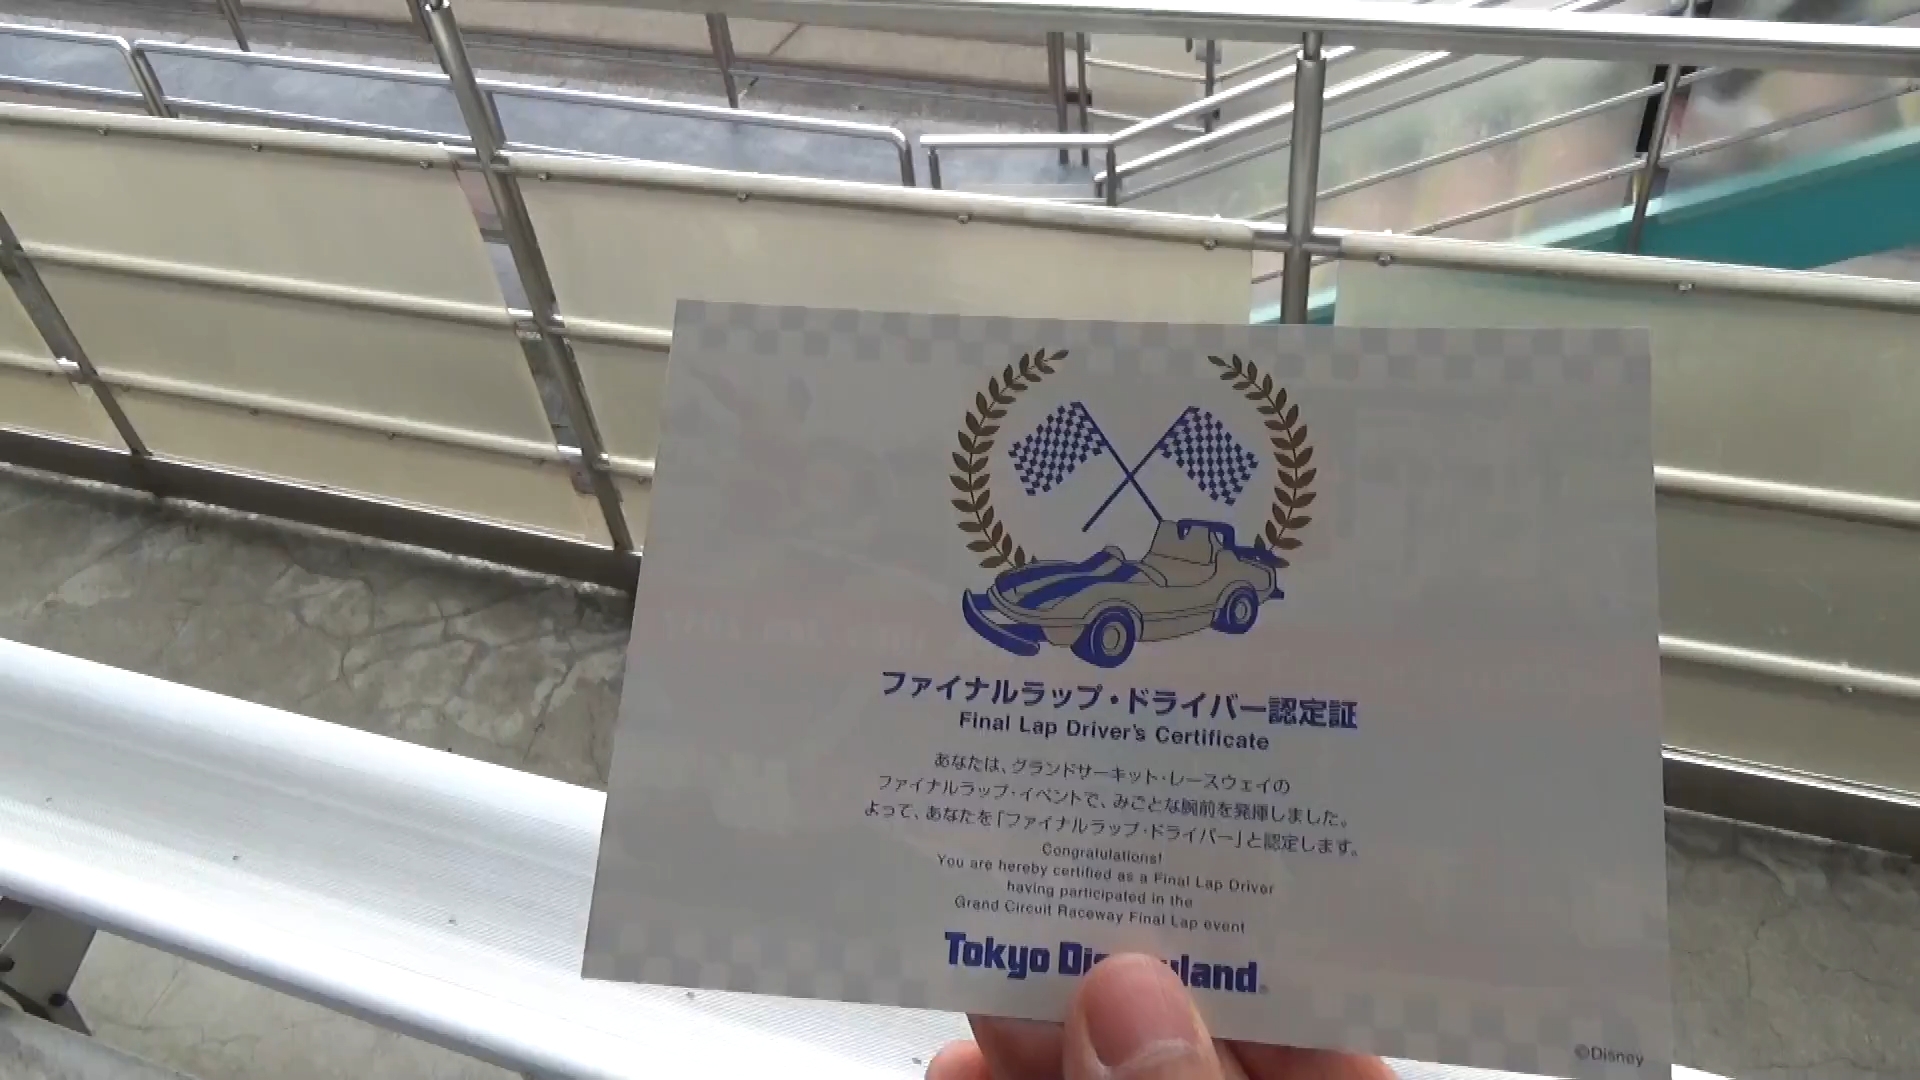 ファイナルラップ・ドライバー認定証
Final Lap Driver's Certificate
あなたは、グランドサーキット・レースウェイの
ファイナルラップ・イベントで、みごとな腕前を発揮しました。
よって、あなたを「ファイナルラップ・ドライバー」と認定します。
Congratulations!
You are hereby certified as a Final Lap Driver
having participated in the
Grand Circuit Raceway Final Lap event
Tokyo Disneyland®
©Disney